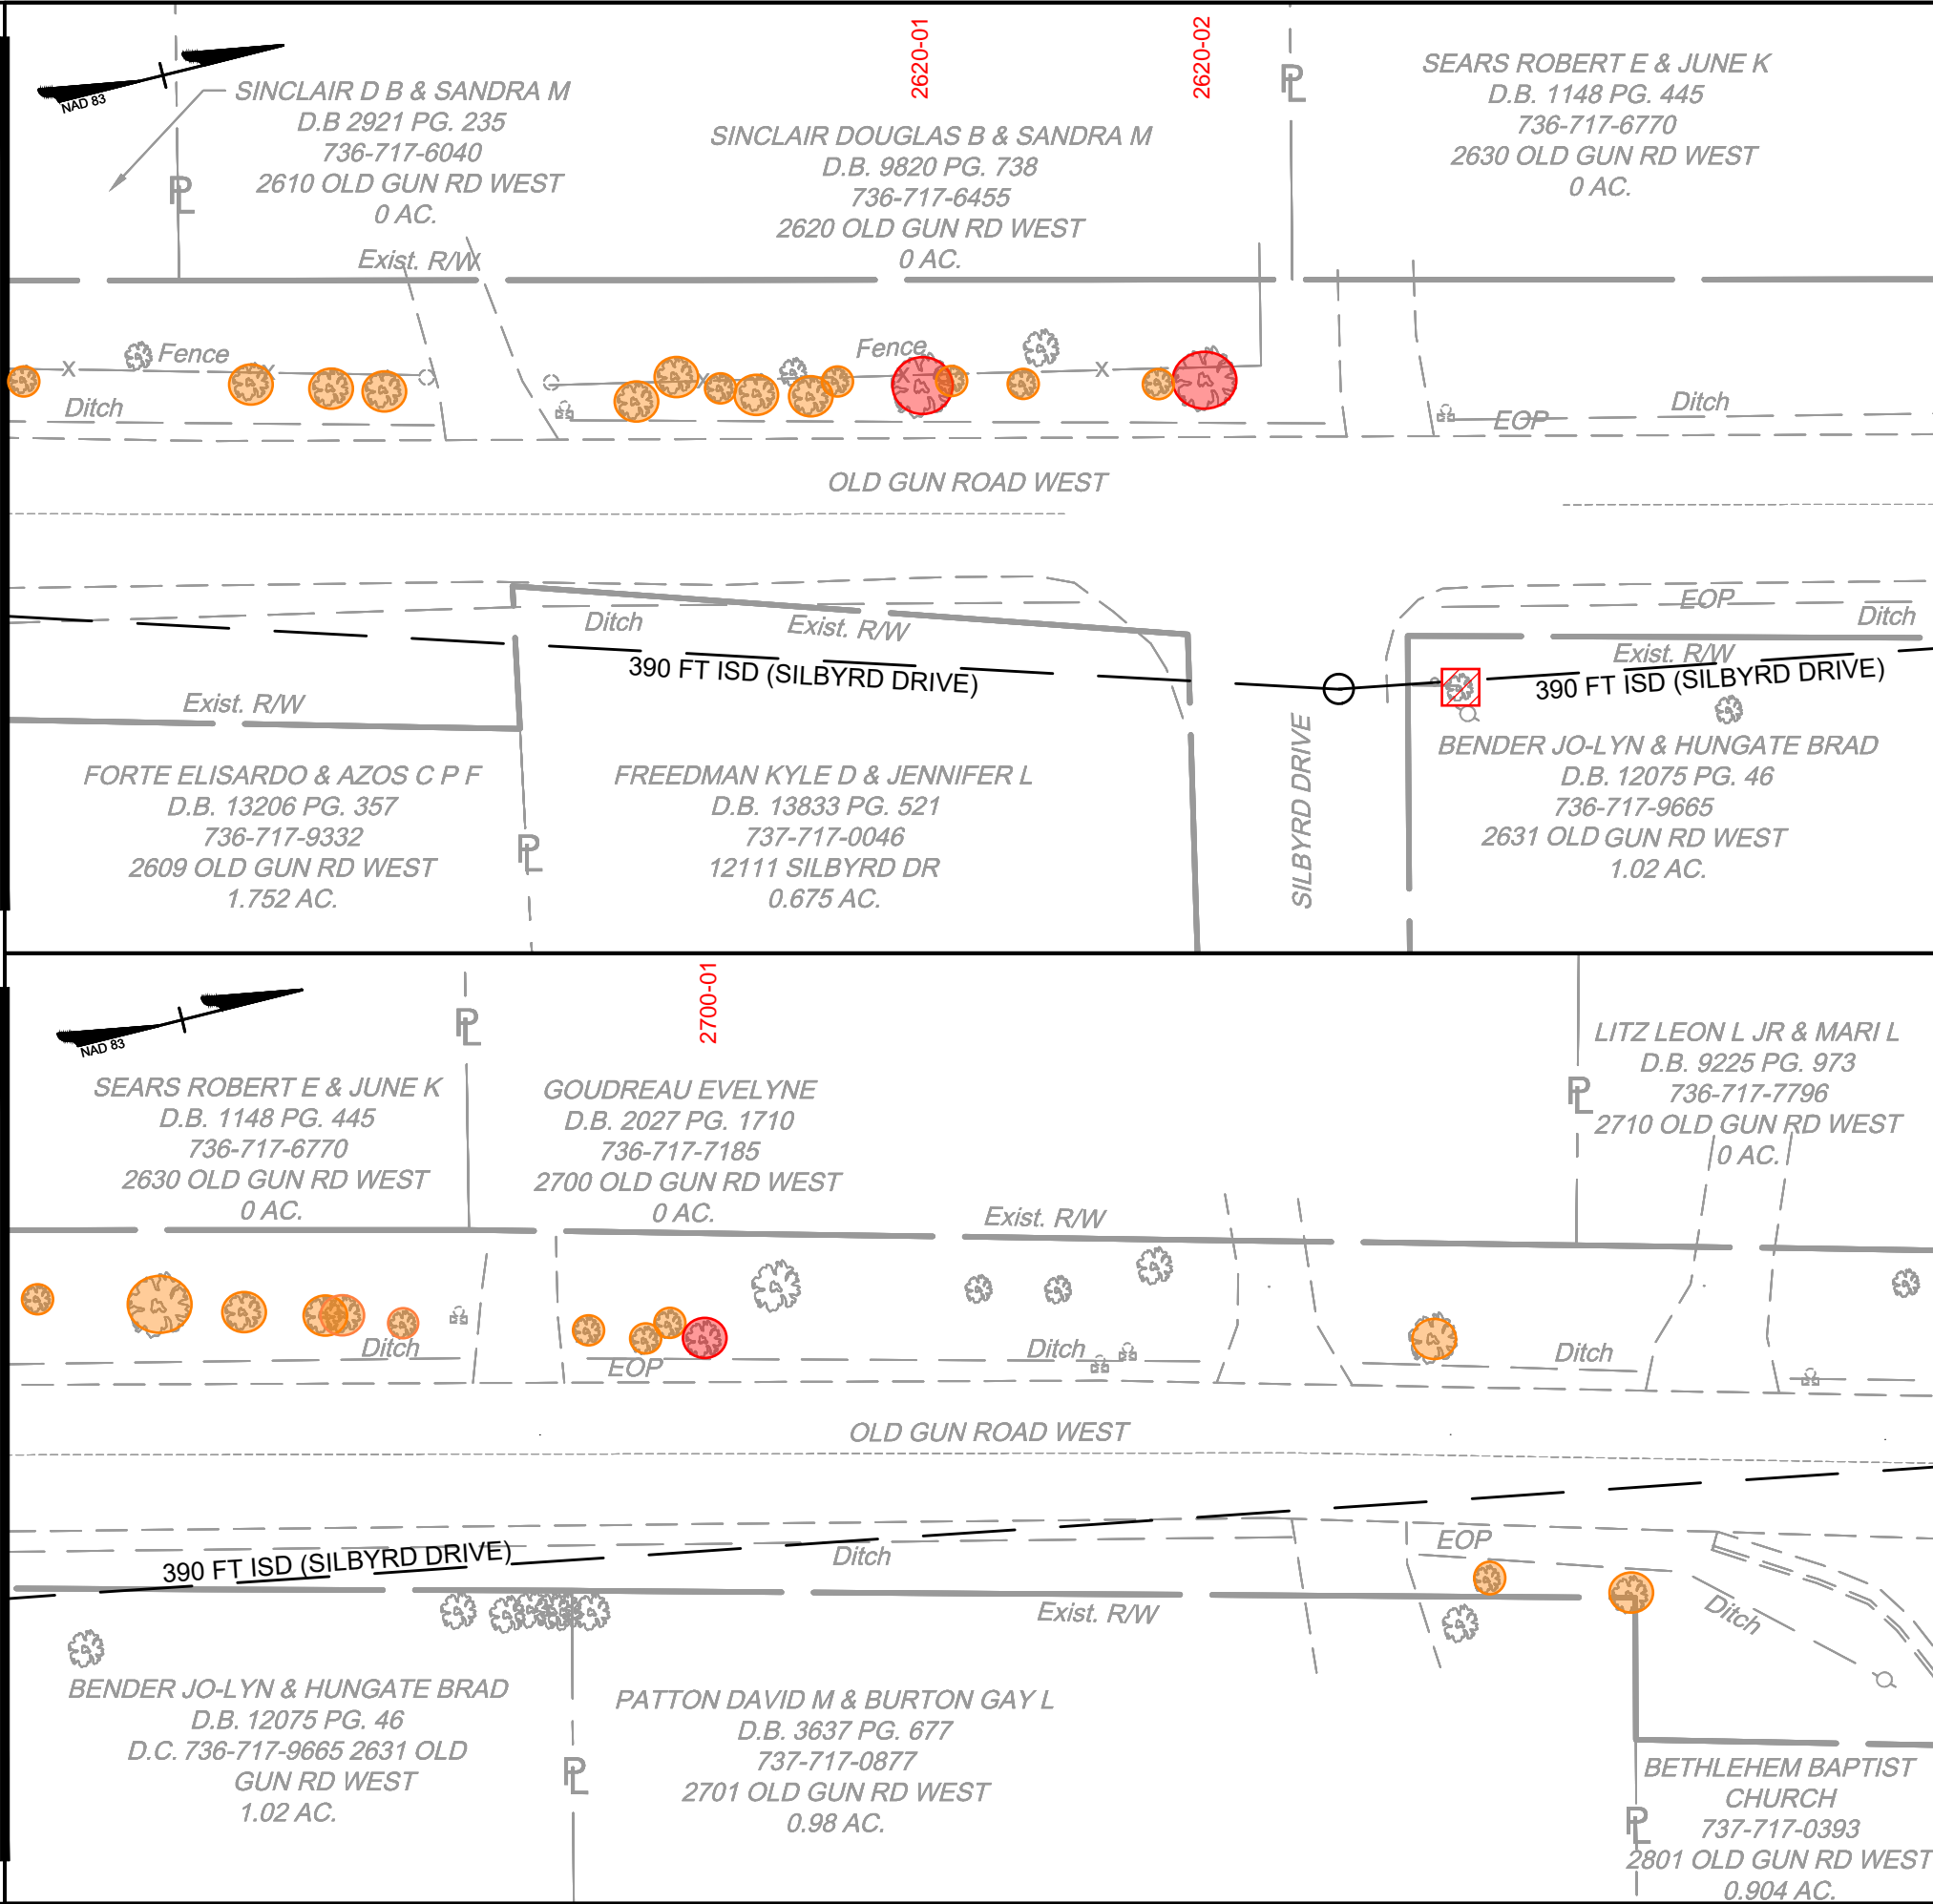 2620-01
2620-02
NAD 83
SINCLAIR D B & SANDRA M
D.B 2921 PG. 235
736-717-6040
2610 OLD GUN RD WEST
0 AC.
SINCLAIR DOUGLAS B & SANDRA M
D.B. 9820 PG. 738
736-717-6455
2620 OLD GUN RD WEST
0 AC.
SEARS ROBERT E & JUNE K
D.B. 1148 PG. 445
736-717-6770
2630 OLD GUN RD WEST
0 AC.
PL
PL
Exist. R/W
Fence
X
X
Fence
X
X
X
Ditch
EOP
Ditch
OLD GUN ROAD WEST
Ditch
Exist. R/W
EOP
Ditch
Exist. R/W
390 FT ISD (SILBYRD DRIVE)
390 FT ISD (SILBYRD DRIVE)
Exist. R/W
SILBYRD DRIVE
FORTE ELISARDO & AZOS C P F
D.B. 13206 PG. 357
736-717-9332
2609 OLD GUN RD WEST
1.752 AC.
PL
FREEDMAN KYLE D & JENNIFER L
D.B. 13833 PG. 521
737-717-0046
12111 SILBYRD DR
0.675 AC.
BENDER JO-LYN & HUNGATE BRAD
D.B. 12075 PG. 46
736-717-9665
2631 OLD GUN RD WEST
1.02 AC.
2700-01
NAD 83
PL
SEARS ROBERT E & JUNE K
D.B. 1148 PG. 445
736-717-6770
2630 OLD GUN RD WEST
0 AC.
GOUDREAU EVELYNE
D.B. 2027 PG. 1710
736-717-7185
2700 OLD GUN RD WEST
0 AC.
PL
LITZ LEON L JR & MARI L
D.B. 9225 PG. 973
736-717-7796
2710 OLD GUN RD WEST
0 AC.
Exist. R/W
Ditch
EOP
Ditch
Ditch
OLD GUN ROAD WEST
390 FT ISD (SILBYRD DRIVE)
Ditch
EOP
Exist. R/W
Ditch
BENDER JO-LYN & HUNGATE BRAD
D.B. 12075 PG. 46
D.C. 736-717-9665 2631 OLD
GUN RD WEST
1.02 AC.
PL
PATTON DAVID M & BURTON GAY L
D.B. 3637 PG. 677
737-717-0877
2701 OLD GUN RD WEST
0.98 AC.
PL
BETHLEHEM BAPTIST
CHURCH
737-717-0393
2801 OLD GUN RD WEST
0.904 AC.